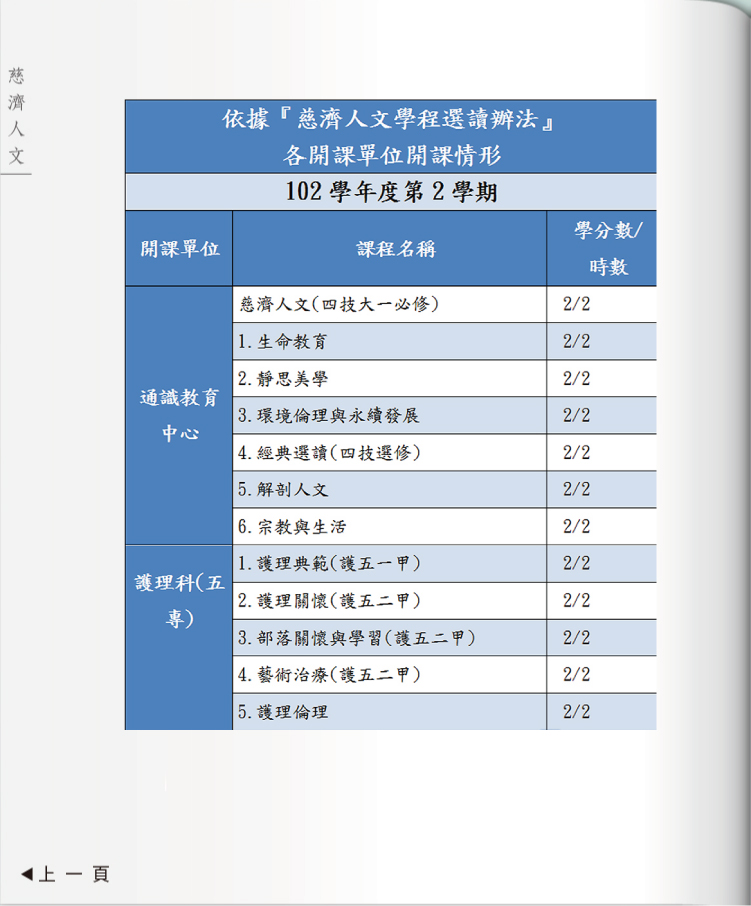 慈濟人文
依據『慈濟人文學程選讀辦法』
各開課單位開課情形
102 學年度第 2 學期
開課單位 課程名稱 學分數/時數
通識教育中心
慈濟人文(四技大一必修) 2/2
1.生命教育 2/2
2.靜思美學 2/2
3.環境倫理與永續發展 2/2
4.經典選讀(四技選修) 2/2
5.解剖人文 2/2
6.宗教與生活 2/2
護理科(五專)
1.護理典範(護五一甲) 2/2
2.護理關懷(護五二甲) 2/2
3.部落關懷與學習(護五二甲) 2/2
4.藝術治療(護五二甲) 2/2
5.護理倫理 2/2
◀上一頁